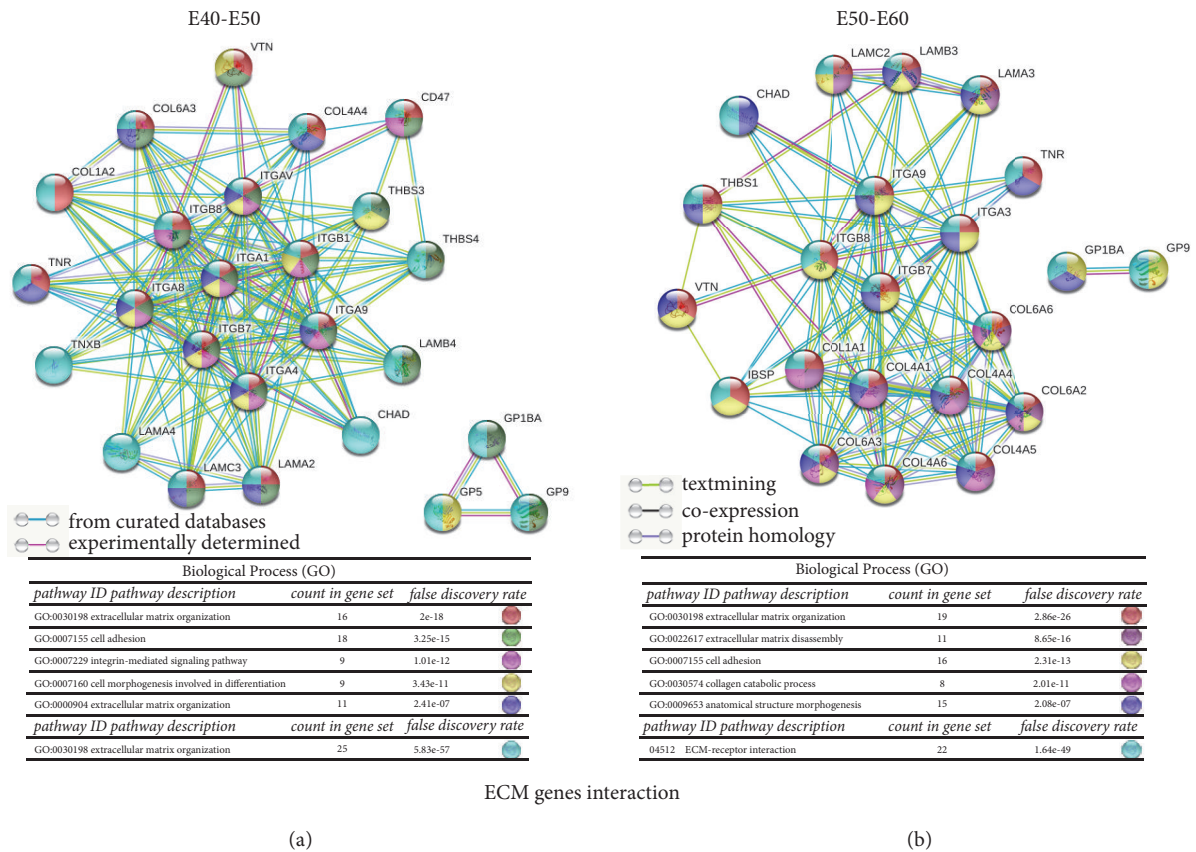 E40-E50
VTN
COL6A3
COL4A4
CD47
COL1A2
ITGAV
THBS3
ITGB8
ITGB1
THBS4
TNR
ITGA1
ITGA8
ITGA9
ITGB7
TNXB
LAMB4
ITGA4
CHAD
LAMA4
GP1BA
LAMC3
LAMA2
GP5
GP9
from curated databases
experimentally determined
Biological Process (GO)
pathway ID pathway description count in gene set false discovery rate
GO:0030198 extracellular matrix organization 16 2e-18
GO:0007155 cell adhesion 18 3.25e-15
GO:0007229 integrin-mediated signaling pathway 9 1.01e-12
GO:0007160 cell morphogenesis involved in differentiation 9 3.43e-11
GO:0000904 extracellular matrix organization 11 2.41e-07
pathway ID pathway description count in gene set false discovery rate
GO:0030198 extracellular matrix organization 25 5.83e-57
E50-E60
LAMC2
LAMB3
LAMA3
CHAD
TNR
ITGA9
THBS1
ITGA3
ITGB8
GP1BA
GP9
ITGB7
VTN
COL6A6
COL1A1
COL4A1
COL4A4
IBSP
COL6A2
COL6A3
COL4A6
COL4A5
textmining
co-expression
protein homology
Biological Process (GO)
pathway ID pathway description count in gene set false discovery rate
GO:0030198 extracellular matrix organization 19 2.86e-26
GO:0022617 extracellular matrix disassembly 11 8.65e-16
GO:0007155 cell adhesion 16 2.31e-13
GO:0030574 collagen catabolic process 8 2.01e-11
GO:0009653 anatomical structure morphogenesis 15 2.08e-07
pathway ID pathway description count in gene set false discovery rate
04512 ECM-receptor interaction 22 1.64e-49
ECM genes interaction
(a)
(b)